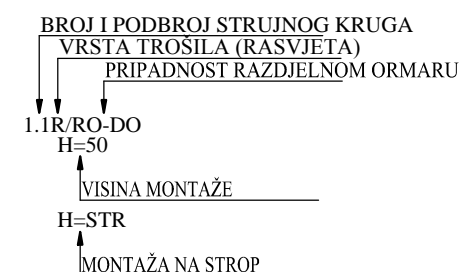 BROJ I PODBROJ STRUJNOG KRUGA
VRSTA TROŠILA (RASVJETA)
PRIPADNOST RAZDJELNOM ORMARU
1.1R/RO-DO
H=50
VISINA MONTAŽE
H=STR
MONTAŽA NA STROP